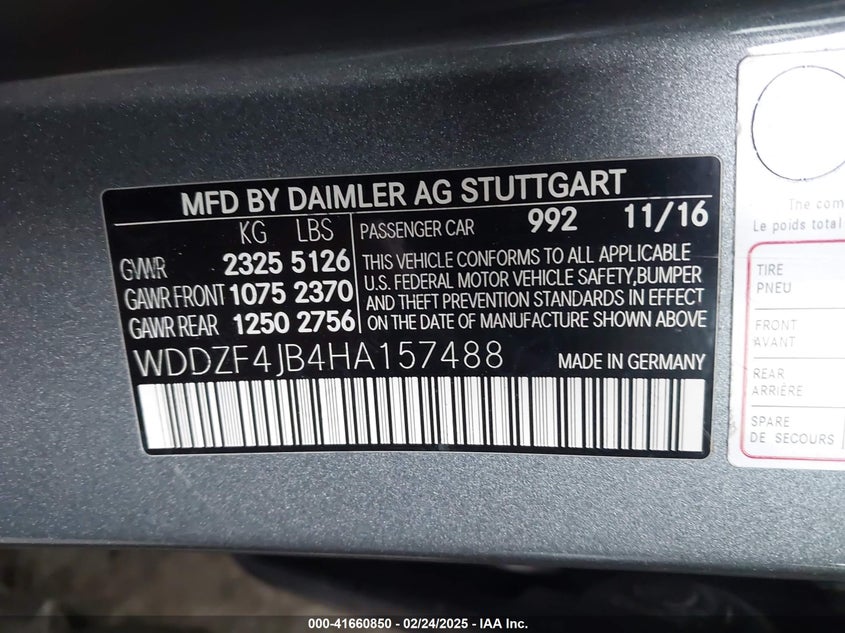 MFD BY DAIMLER AG STUTTGART
KG LBS
GVWR 2325 5126
GAWR FRONT 1075 2370
GAWR REAR 1250 2756
PASSENGER CAR 992 11/16
THIS VEHICLE CONFORMS TO ALL APPLICABLE
U.S. FEDERAL MOTOR VEHICLE SAFETY, BUMPER
AND THEFT PREVENTION STANDARDS IN EFFECT
ON THE DATE OF MANUFACTURE SHOWN ABOVE
WDDZF4JB4HA157488
MADE IN GERMANY
The com
Le poids total
TIRE
PNEU
FRONT
AVANT
REAR
ARRIÈRE
SPARE
DE SECOURS
000-41660850 - 02/24/2025 - IAA Inc.